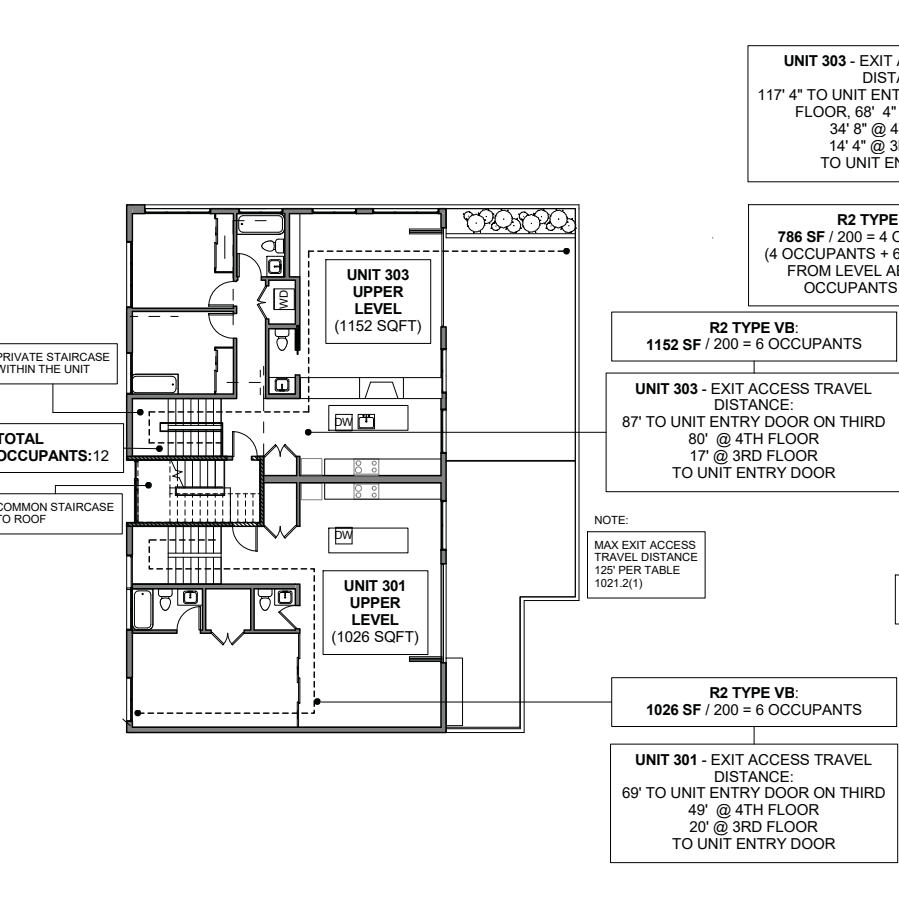 UNIT 303 - EXIT
DIST
117' 4" TO UNIT ENT
FLOOR, 68' 4"
34' 8" @ 4
14' 4" @ 3
TO UNIT E
R2 TYPE
786 SF / 200 = 4
(4 OCCUPANTS + 6
FROM LEVEL A
OCCUPANTS
UNIT 303
UPPER
LEVEL
(1152 SQFT)
WD
R2 TYPE VB:
1152 SF / 200 = 6 OCCUPANTS
PRIVATE STAIRCASE
WITHIN THE UNIT
UNIT 303 - EXIT ACCESS TRAVEL
DISTANCE:
87' TO UNIT ENTRY DOOR ON THIRD
80' @ 4TH FLOOR
17' @ 3RD FLOOR
TO UNIT ENTRY DOOR
DW
TOTAL
OCCUPANTS:12
COMMON STAIRCASE
TO ROOF
NOTE:
MAX EXIT ACCESS
TRAVEL DISTANCE
125' PER TABLE
1021.2(1)
DW
UNIT 301
UPPER
LEVEL
(1026 SQFT)
R2 TYPE VB:
1026 SF / 200 = 6 OCCUPANTS
UNIT 301 - EXIT ACCESS TRAVEL
DISTANCE:
69' TO UNIT ENTRY DOOR ON THIRD
49' @ 4TH FLOOR
20' @ 3RD FLOOR
TO UNIT ENTRY DOOR